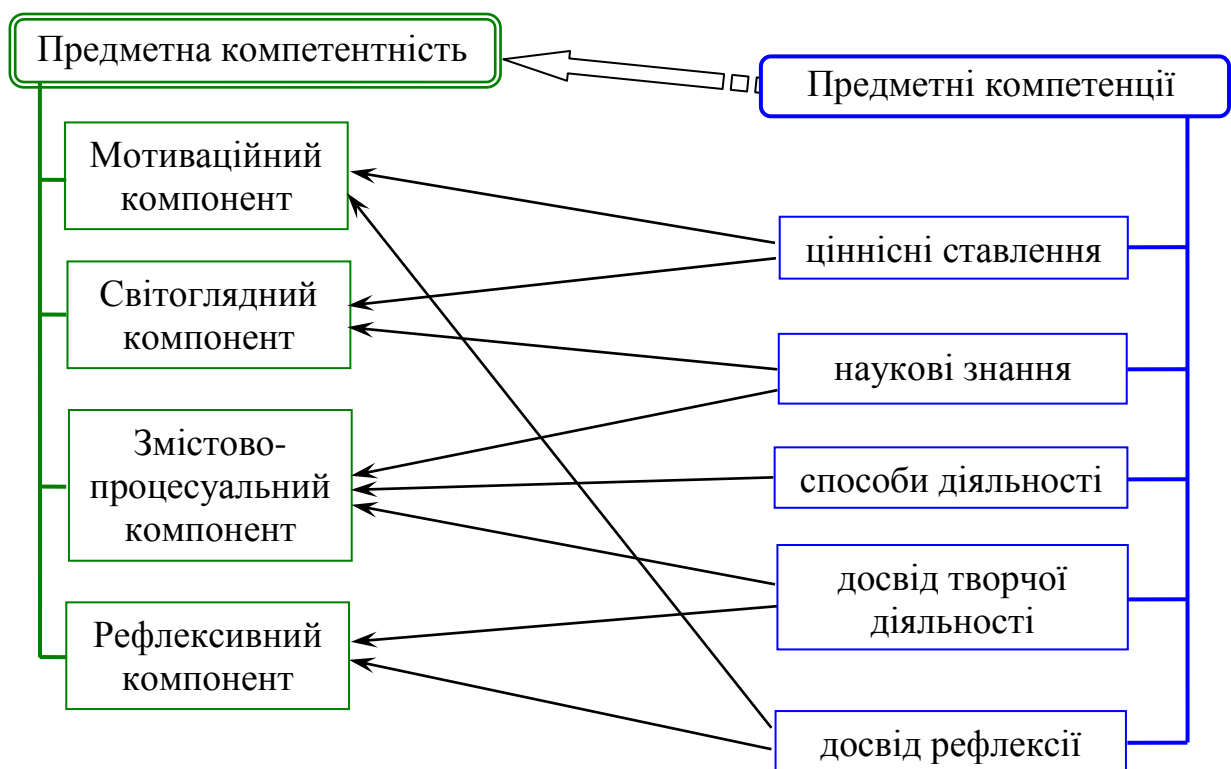 Предметна компетентність
Предметні компетенції
Мотиваційний
компонент
Світоглядний
компонент
Змістово-
процесуальний
компонент
Рефлексивний
компонент
ціннісні ставлення
наукові знання
способи діяльності
досвід творчої
діяльності
досвід рефлексії